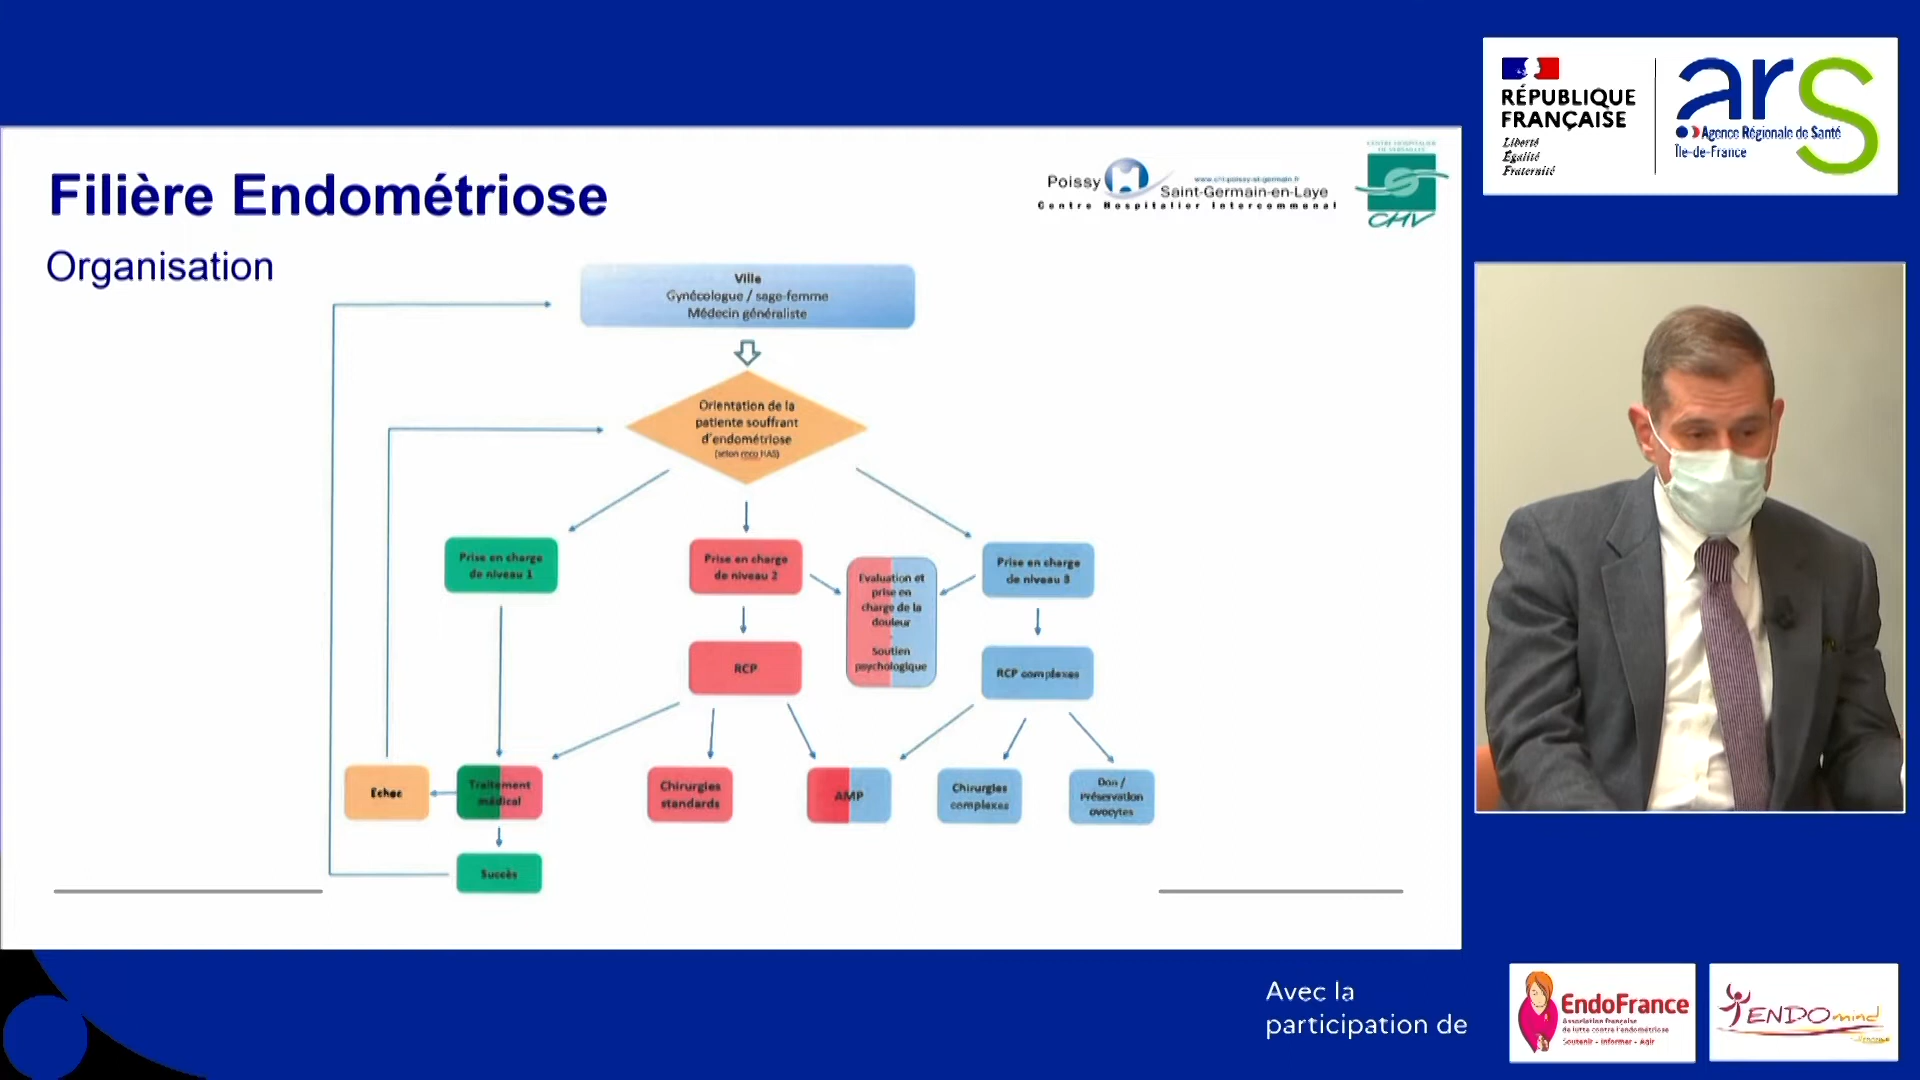 Filière Endométriose
Organisation
Poissy
www.chi-poissy-st-germain.fr
Saint-Germain-en-Laye
Centre Hospitalier Intercommunal
CENTRE HOSPITALIER
DE VERSAILLES
CHV
Ville
Gynécologue / sage-femme
Médecin généraliste
Orientation de la
patiente souffrant
d'endométriose
(selon reco HAS)
Prise en charge
de niveau 1
Prise en charge
de niveau 2
Evaluation et
prise en
charge de la
douleur
-
Soutien
psychologique
Prise en charge
de niveau 3
RCP
RCP complexes
Echec
Traitement
médical
Chirurgies
standards
AMP
Chirurgies
complexes
Don /
Préservation
ovocytes
Succès
RÉPUBLIQUE
FRANÇAISE
Liberté
Égalité
Fraternité
ars
Agence Régionale de Santé
Île-de-France
Avec la
participation de
EndoFrance
Association française
de lutte contre l'endométriose
Soutenir - Informer - Agir
ENDOmind